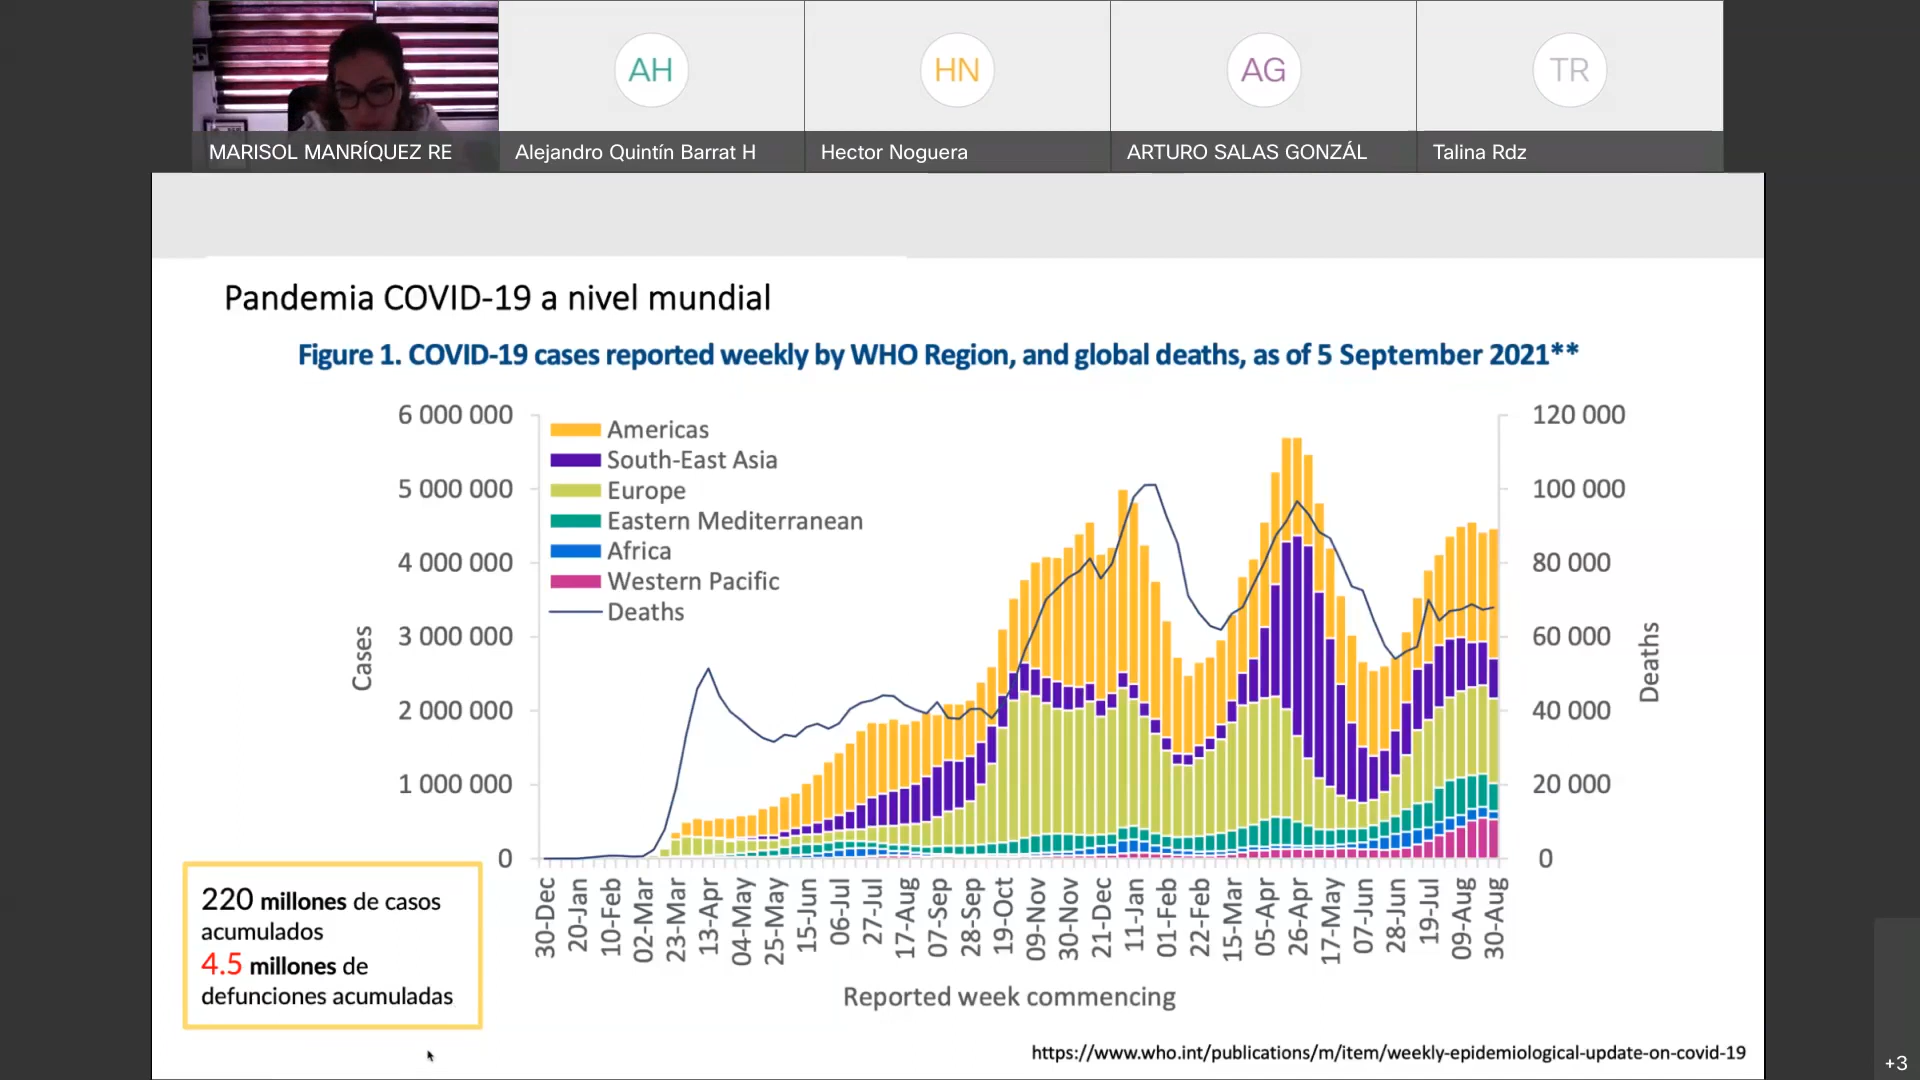 AH
HN
AG
TR
MARISOL MANRÍQUEZ RE
Alejandro Quintín Barrat H
Hector Noguera
ARTURO SALAS GONZÁL
Talina Rdz
Pandemia COVID-19 a nivel mundial
Figure 1. COVID-19 cases reported weekly by WHO Region, and global deaths, as of 5 September 2021**
6 000 000
5 000 000
4 000 000
3 000 000
2 000 000
1 000 000
0
Cases
Americas
South-East Asia
Europe
Eastern Mediterranean
Africa
Western Pacific
Deaths
120 000
100 000
80 000
60 000
40 000
20 000
0
Deaths
30-Dec
20-Jan
10-Feb
02-Mar
23-Mar
13-Apr
04-May
25-May
15-Jun
06-Jul
27-Jul
17-Aug
07-Sep
28-Sep
19-Oct
09-Nov
30-Nov
21-Dec
11-Jan
01-Feb
22-Feb
15-Mar
05-Apr
26-Apr
17-May
07-Jun
28-Jun
19-Jul
09-Aug
30-Aug
Reported week commencing
220 millones de casos
acumulados
4.5 millones de
defunciones acumuladas
https://www.who.int/publications/m/item/weekly-epidemiological-update-on-covid-19
+3